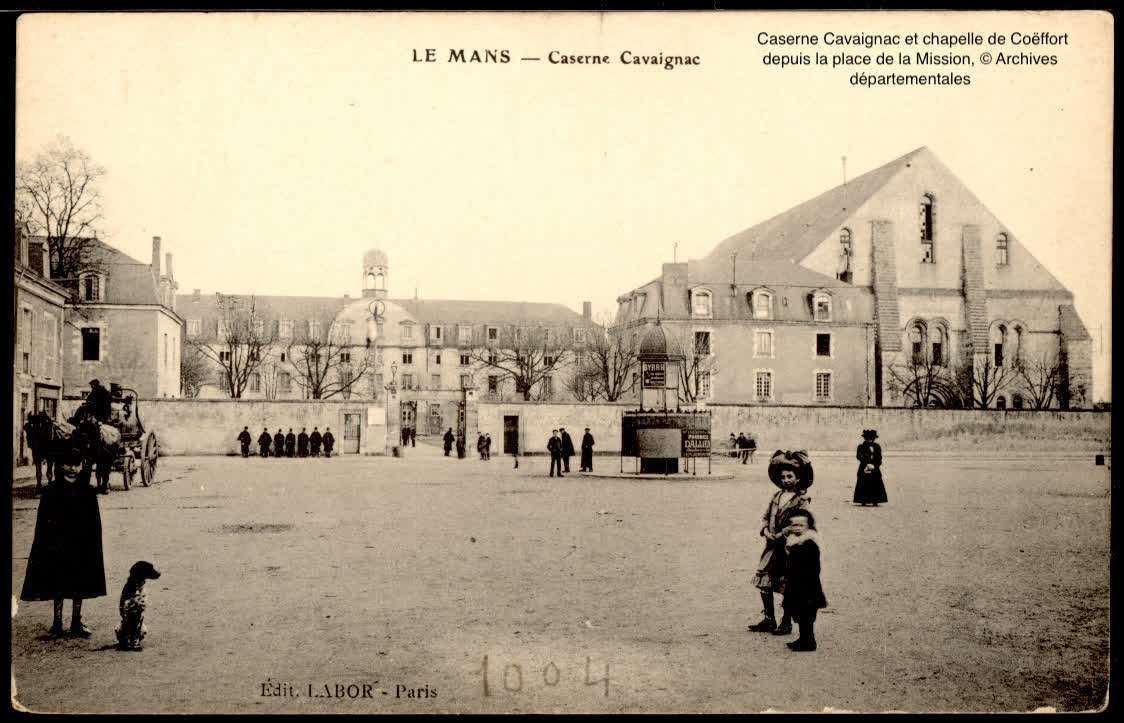 LE MANS — Caserne Cavaignac
Caserne Cavaignac et chapelle de Coëffort
depuis la place de la Mission, © Archives
départementales
BYRRH
DALLIER
1004
Édit. LABOR - Paris